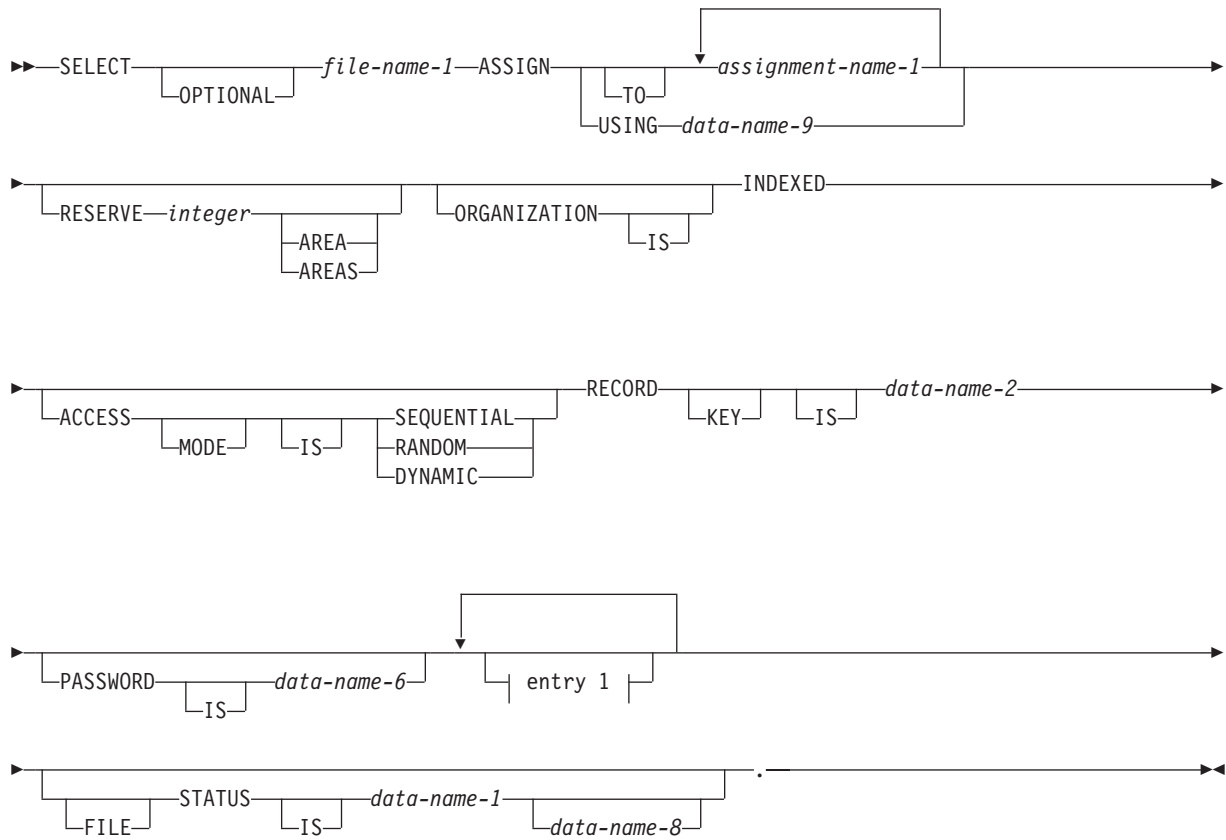 SELECT OPTIONAL file-name-1 ASSIGN TO assignment-name-1
USING data-name-9
RESERVE integer AREA AREAS ORGANIZATION IS INDEXED
ACCESS MODE IS SEQUENTIAL RECORD KEY IS data-name-2
RANDOM
DYNAMIC
PASSWORD IS data-name-6 entry 1
FILE STATUS IS data-name-1 data-name-8 .